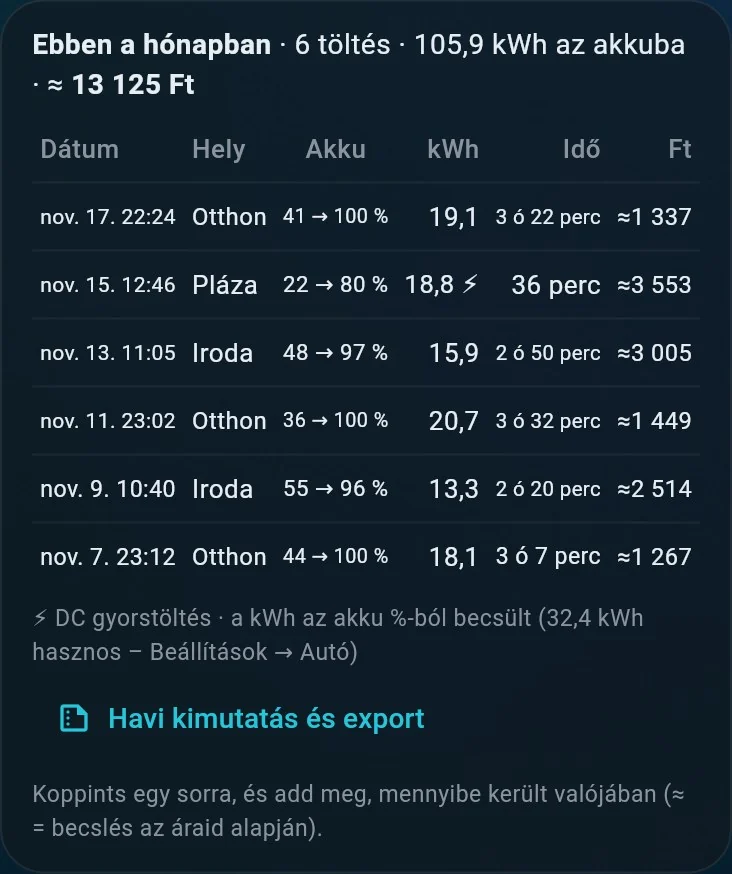 Ebben a hónapban · 6 töltés · 105,9 kWh az akkuba
· ≈ 13 125 Ft
Dátum Hely Akku kWh Idő Ft
nov. 17. 22:24 Otthon 41 → 100 % 19,1 3 ó 22 perc ≈1 337
nov. 15. 12:46 Pláza 22 → 80 % 18,8 ⚡ 36 perc ≈3 553
nov. 13. 11:05 Iroda 48 → 97 % 15,9 2 ó 50 perc ≈3 005
nov. 11. 23:02 Otthon 36 → 100 % 20,7 3 ó 32 perc ≈1 449
nov. 9. 10:40 Iroda 55 → 96 % 13,3 2 ó 20 perc ≈2 514
nov. 7. 23:12 Otthon 44 → 100 % 18,1 3 ó 7 perc ≈1 267
⚡ DC gyorstöltés · a kWh az akku %-ból becsült (32,4 kWh
hasznos – Beállítások → Autó)
Havi kimutatás és export
Koppints egy sorra, és add meg, mennyibe került valójában (≈
= becslés az áraid alapján).